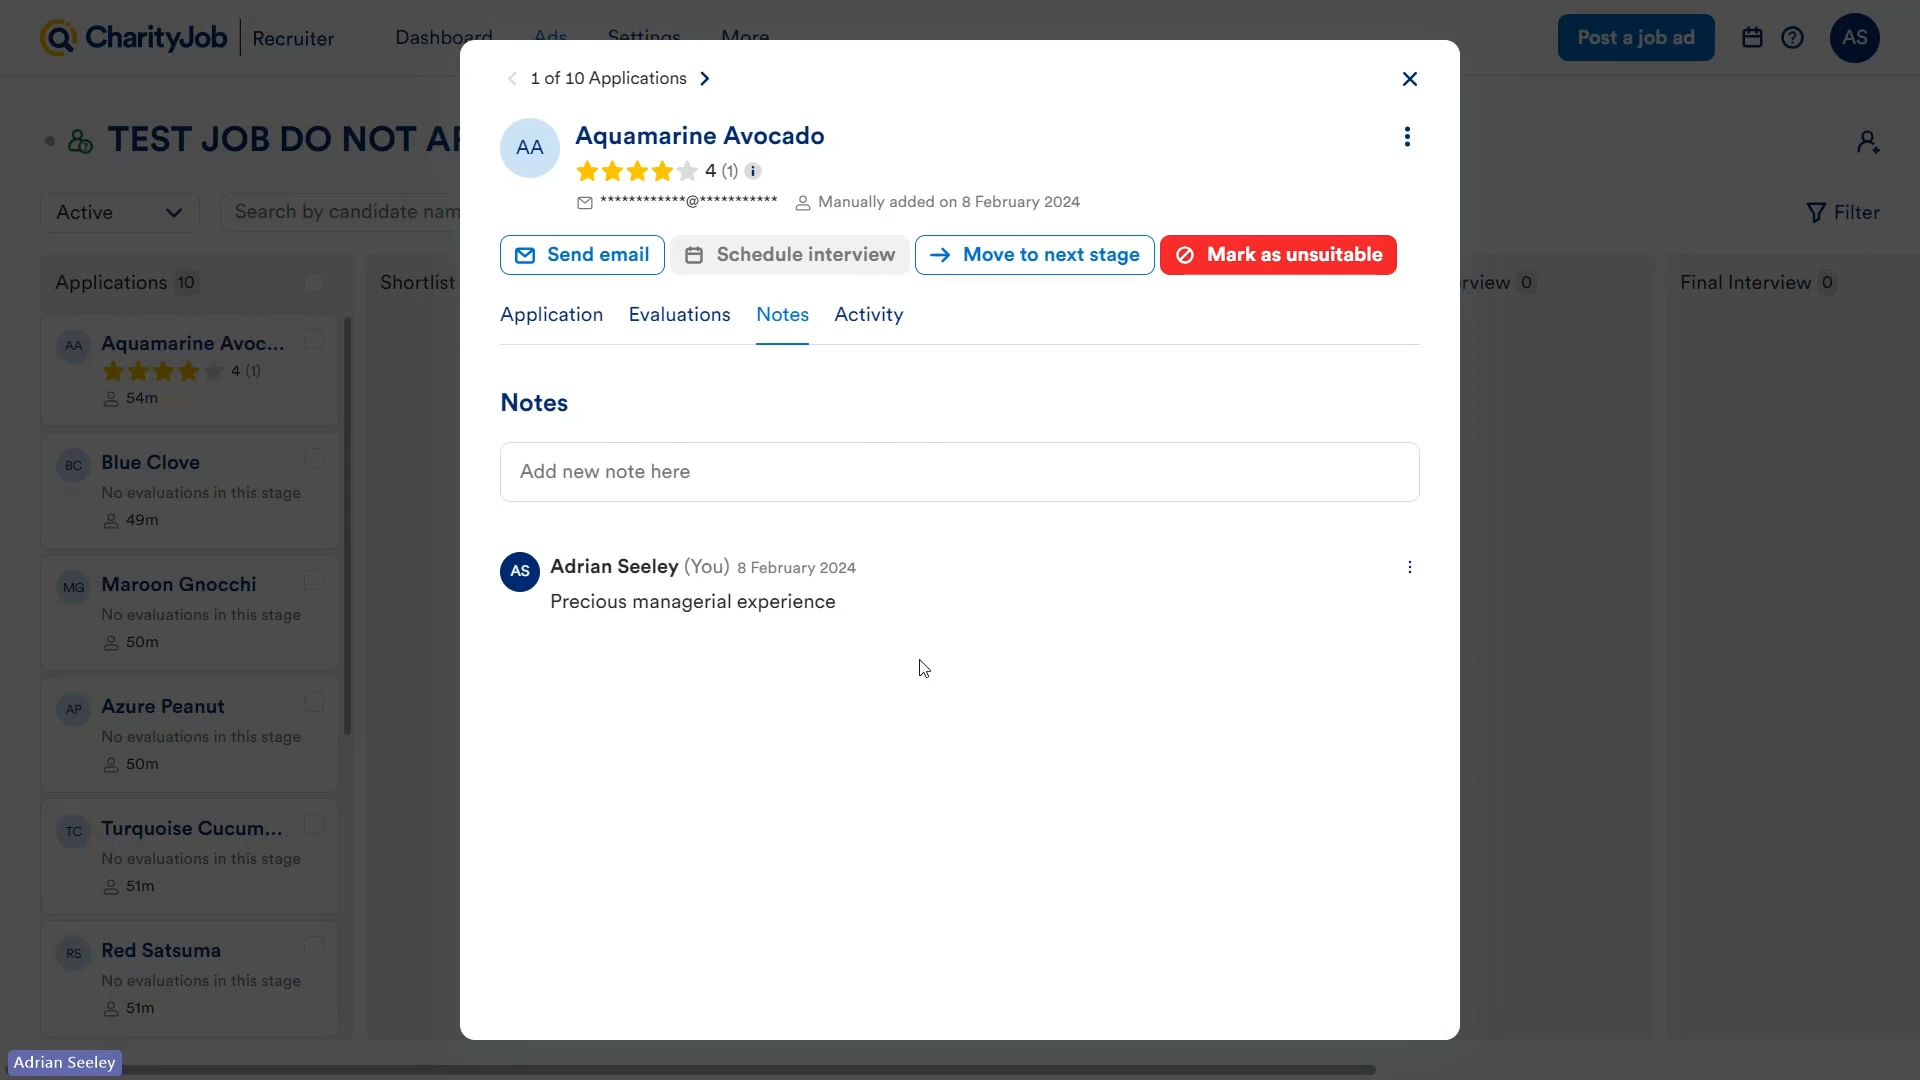 CharityJob Recruiter Dashboard Ads Settings More Post a job ad AS
1 of 10 Applications
TEST JOB DO NOT
AA
Aquamarine Avocado
4 (1)
************@*********** Manually added on 8 February 2024
Active
Search by candidate nam
Filter
Send email Schedule interview Move to next stage Mark as unsuitable
Applications 10
Shortlist
rview 0
Final Interview 0
Application Evaluations Notes Activity
AA
Aquamarine Avoc...
4 (1)
54m
BC
Blue Clove
No evaluations in this stage
49m
MG
Maroon Gnocchi
No evaluations in this stage
50m
AP
Azure Peanut
No evaluations in this stage
50m
TC
Turquoise Cucum...
No evaluations in this stage
51m
RS
Red Satsuma
No evaluations in this stage
51m
Notes
Add new note here
AS
Adrian Seeley (You) 8 February 2024
Precious managerial experience
Adrian Seeley